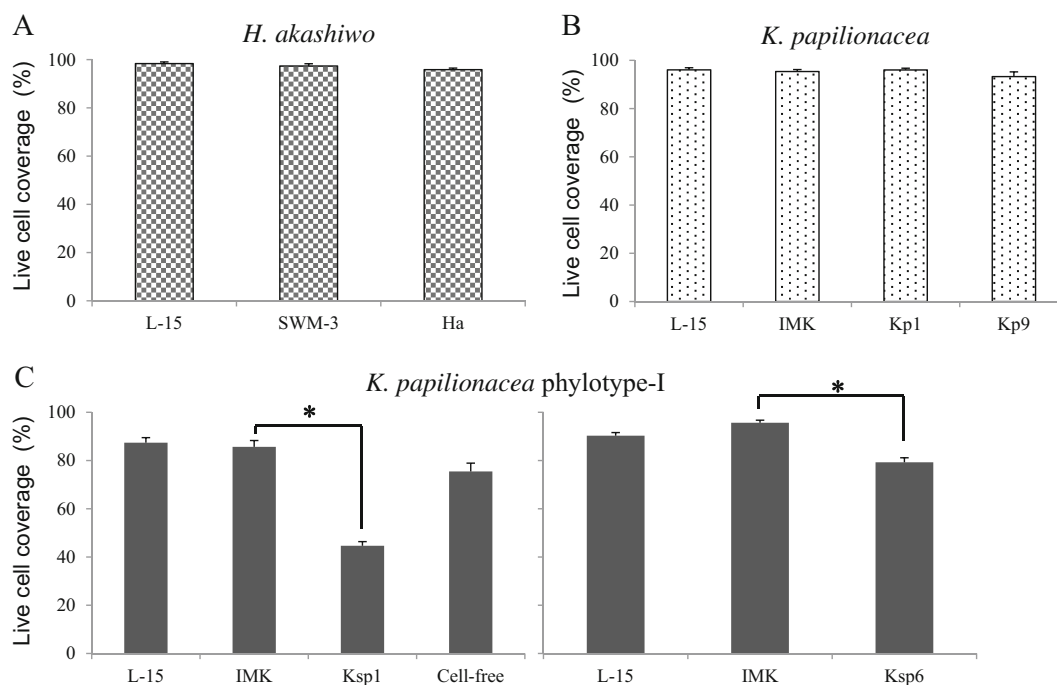 A
H. akashiwo
Live cell coverage (%)
100
80
60
40
20
0
L-15 SWM-3 Ha
B
K. papilionacea
Live cell coverage (%)
100
80
60
40
20
0
L-15 IMK Kp1 Kp9
C
K. papilionacea phylotype-I
Live cell coverage (%)
100
80
60
40
20
0
*
L-15 IMK Ksp1 Cell-free
*
L-15 IMK Ksp6